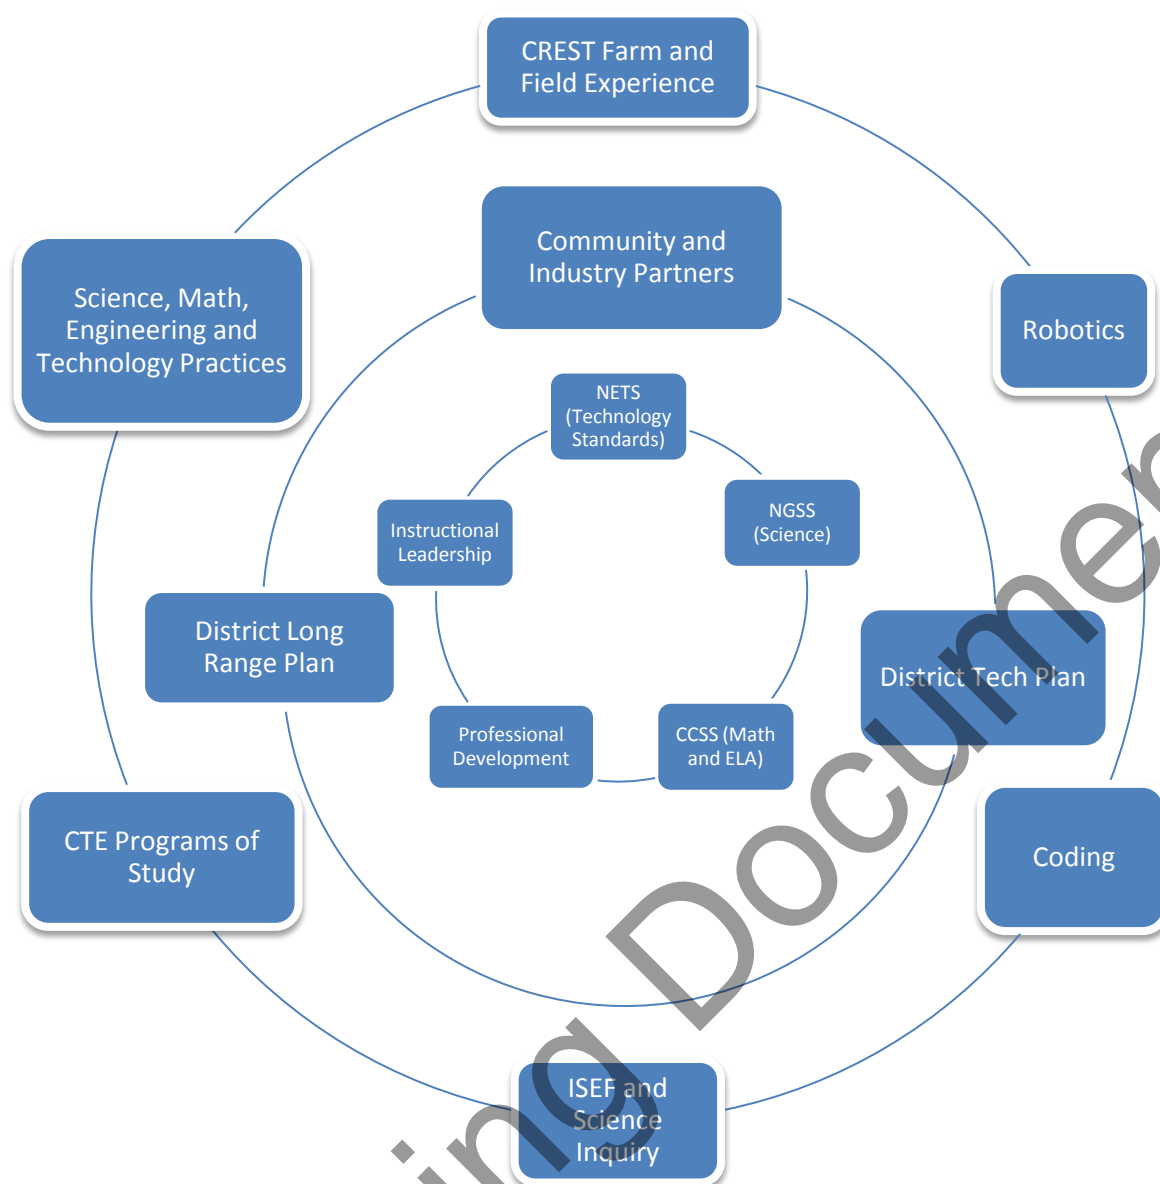 CREST Farm and
Field Experience
Community and
Industry Partners
Science, Math,
Engineering and
Technology Practices
Robotics
NETS
(Technology
Standards)
NGSS
(Science)
Instructional
Leadership
District Long
Range Plan
District Tech Plan
Professional
Development
CCSS (Math
and ELA)
CTE Programs of
Study
Coding
ISEF and
Science
Inquiry